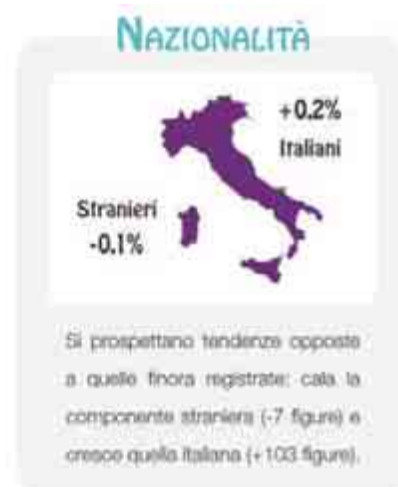 NAZIONALITÀ
+0.2%
Italiani
Stranieri
-0.1%
Si prospettano tendenze opposte
a quelle finora registrate: cala la
componente straniera (-7 figure) e
cresce quella italiana (+103 figure).